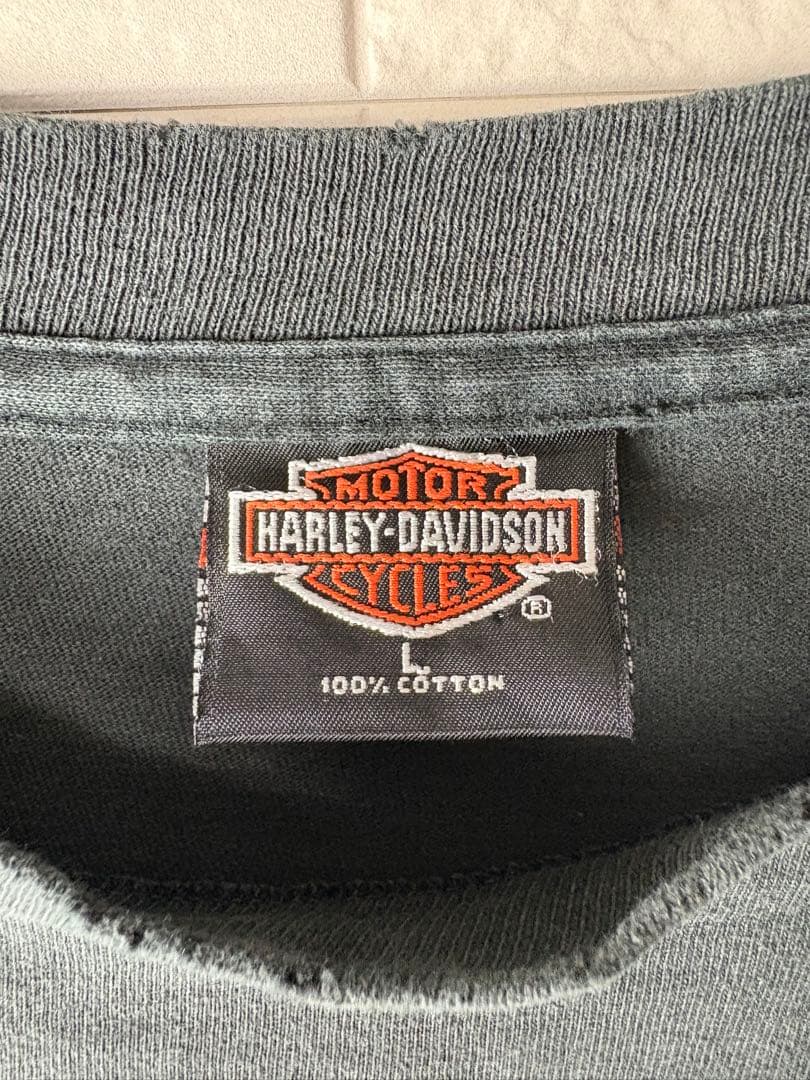 MOTOR
HARLEY-DAVIDSON
CYCLES
®
L
100% COTTON